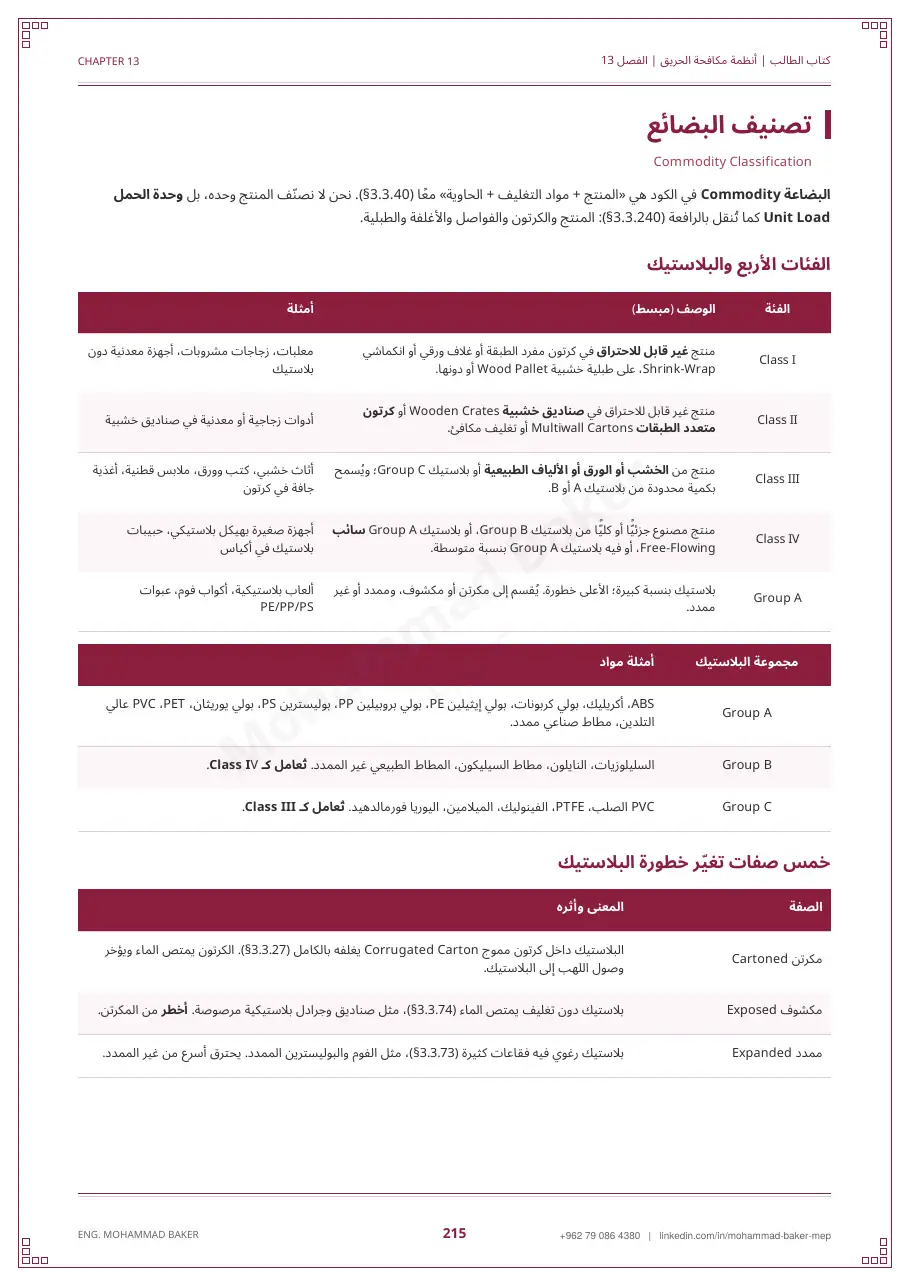 كتاب الطالب | أنظمة مكافحة الحريق | الفصل 13
CHAPTER 13
تصنيف البضائع
Commodity Classification
البضاعة Commodity في الكود هي «المنتج + مواد التغليف + الحاوية» معًا (§3.3.40). نحن لا نصنّف المنتج وحده، بل وحدة الحمل
Unit Load كما تُنقل بالرافعة (§3.3.240): المنتج والكرتون والفواصل والأغلفة والطبلية.
الفئات الأربع والبلاستيك
الفئة
الوصف (مبسط)
أمثلة
Class I
منتج غير قابل للاحتراق في كرتون مفرد الطبقة أو غلاف ورقي أو انكماشي
Shrink-Wrap، على طبلية خشبية Wood Pallet أو دونها.
معلبات، زجاجات مشروبات، أجهزة معدنية دون
بلاستيك
Class II
منتج غير قابل للاحتراق في صناديق خشبية Wooden Crates أو كرتون
متعدد الطبقات Multiwall Cartons أو تغليف مكافئ.
أدوات زجاجية أو معدنية في صناديق خشبية
Class III
منتج من الخشب أو الورق أو الألياف الطبيعية أو بلاستيك Group C؛ ويُسمح
بكمية محدودة من بلاستيك A أو B.
أثاث خشبي، كتب وورق، ملابس قطنية، أغذية
جافة في كرتون
Class IV
منتج مصنوع جزئيًّا أو كليًّا من بلاستيك Group B، أو بلاستيك Group A سائب
Free-Flowing، أو فيه بلاستيك Group A بنسبة متوسطة.
أجهزة صغيرة بهيكل بلاستيكي، حبيبات
بلاستيك في أكياس
Group A
بلاستيك بنسبة كبيرة؛ الأعلى خطورة. يُقسم إلى مكرتن أو مكشوف، وممدد أو غير
ممدد.
ألعاب بلاستيكية، أكواب فوم، عبوات
PE/PP/PS
مجموعة البلاستيك
أمثلة مواد
Group A
ABS، أكريليك، بولي كربونات، بولي إيثيلين PE، بولي بروبيلين PP، بوليسترين PS، بولي يوريثان، PET، PVC عالي
التلدين، مطاط صناعي ممدد.
Group B
السليلوزيات، النايلون، مطاط السيليكون، المطاط الطبيعي غير الممدد. تُعامل كـ Class IV.
Group C
PVC الصلب، PTFE، الفينوليك، الميلامين، اليوريا فورمالدهيد. تُعامل كـ Class III.
خمس صفات تغيّر خطورة البلاستيك
الصفة
المعنى وأثره
مكرتن Cartoned
البلاستيك داخل كرتون مموج Corrugated Carton يغلفه بالكامل (§3.3.27). الكرتون يمتص الماء ويؤخر
وصول اللهب إلى البلاستيك.
مكشوف Exposed
بلاستيك دون تغليف يمتص الماء (§3.3.74)، مثل صناديق وجرادل بلاستيكية مرصوصة. أخطر من المكرتن.
ممدد Expanded
بلاستيك رغوي فيه فقاعات كثيرة (§3.3.73)، مثل الفوم والبوليسترين الممدد. يحترق أسرع من غير الممدد.
Mohammad Baker
ENG. MOHAMMAD BAKER
215
+962 79 086 4380 | linkedin.com/in/mohammad-baker-mep